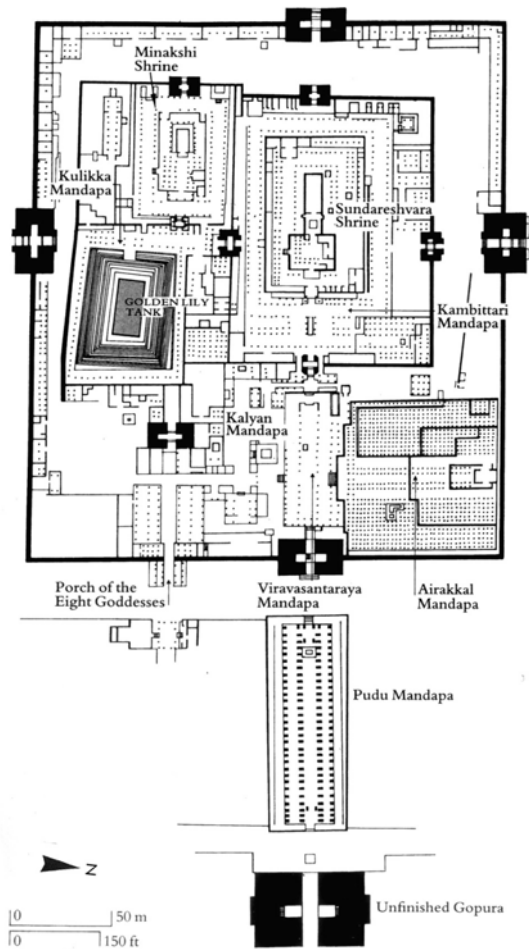 Minakshi
Shrine
Kulikka
Mandapa
Sundareshvara
Shrine
GOLDEN LILY
TANK
Kambittari
Mandapa
Kalyan
Mandapa
Porch of the
Eight Goddesses
Viravasantaraya
Mandapa
Airakkal
Mandapa
Pudu Mandapa
N
Unfinished Gopura
0 50 m
0 150 ft